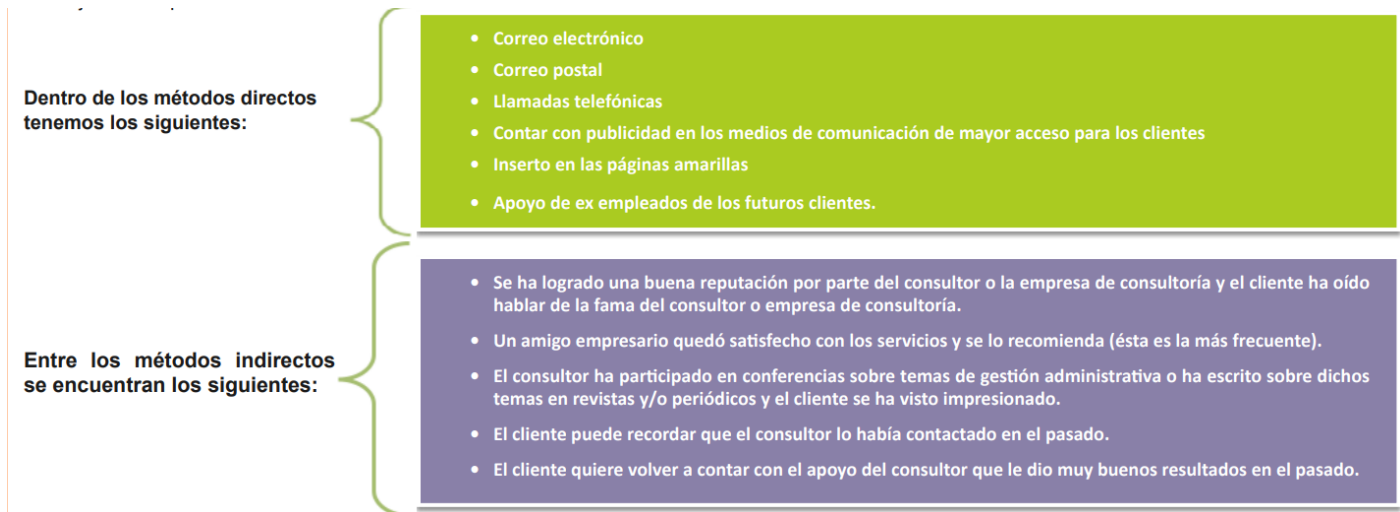 Dentro de los métodos directos
tenemos los siguientes:
• Correo electrónico
• Correo postal
• Llamadas telefónicas
• Contar con publicidad en los medios de comunicación de mayor acceso para los clientes
• Inserto en las páginas amarillas
• Apoyo de ex empleados de los futuros clientes.
Entre los métodos indirectos
se encuentran los siguientes:
• Se ha logrado una buena reputación por parte del consultor o la empresa de consultoría y el cliente ha oído
hablar de la fama del consultor o empresa de consultoría.
• Un amigo empresario quedó satisfecho con los servicios y se lo recomienda (ésta es la más frecuente).
• El consultor ha participado en conferencias sobre temas de gestión administrativa o ha escrito sobre dichos
temas en revistas y/o periódicos y el cliente se ha visto impresionado.
• El cliente puede recordar que el consultor lo había contactado en el pasado.
• El cliente quiere volver a contar con el apoyo del consultor que le dio muy buenos resultados en el pasado.